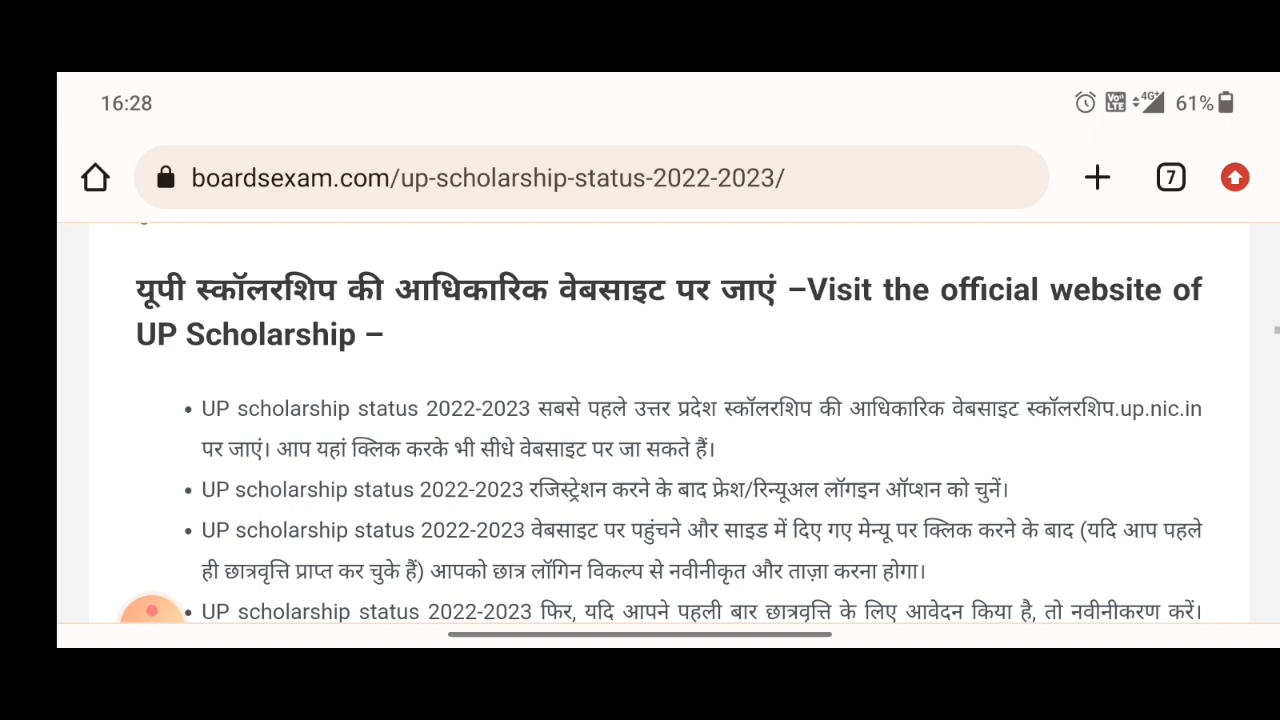 16:28
Vo LTE 4G+ 61%
boardsexam.com/up-scholarship-status-2022-2023/
7
यूपी स्कॉलरशिप की आधिकारिक वेबसाइट पर जाएं –Visit the official website of
UP Scholarship –
• UP scholarship status 2022-2023 सबसे पहले उत्तर प्रदेश स्कॉलरशिप की आधिकारिक वेबसाइट स्कॉलरशिप.up.nic.in
पर जाएं। आप यहां क्लिक करके भी सीधे वेबसाइट पर जा सकते हैं।
• UP scholarship status 2022-2023 रजिस्ट्रेशन करने के बाद फ्रेश/रिन्यूअल लॉगइन ऑप्शन को चुनें।
• UP scholarship status 2022-2023 वेबसाइट पर पहुंचने और साइड में दिए गए मेन्यू पर क्लिक करने के बाद (यदि आप पहले
ही छात्रवृत्ति प्राप्त कर चुके हैं) आपको छात्र लॉगिन विकल्प से नवीनीकृत और ताज़ा करना होगा।
• UP scholarship status 2022-2023 फिर, यदि आपने पहली बार छात्रवृत्ति के लिए आवेदन किया है, तो नवीनीकरण करें।